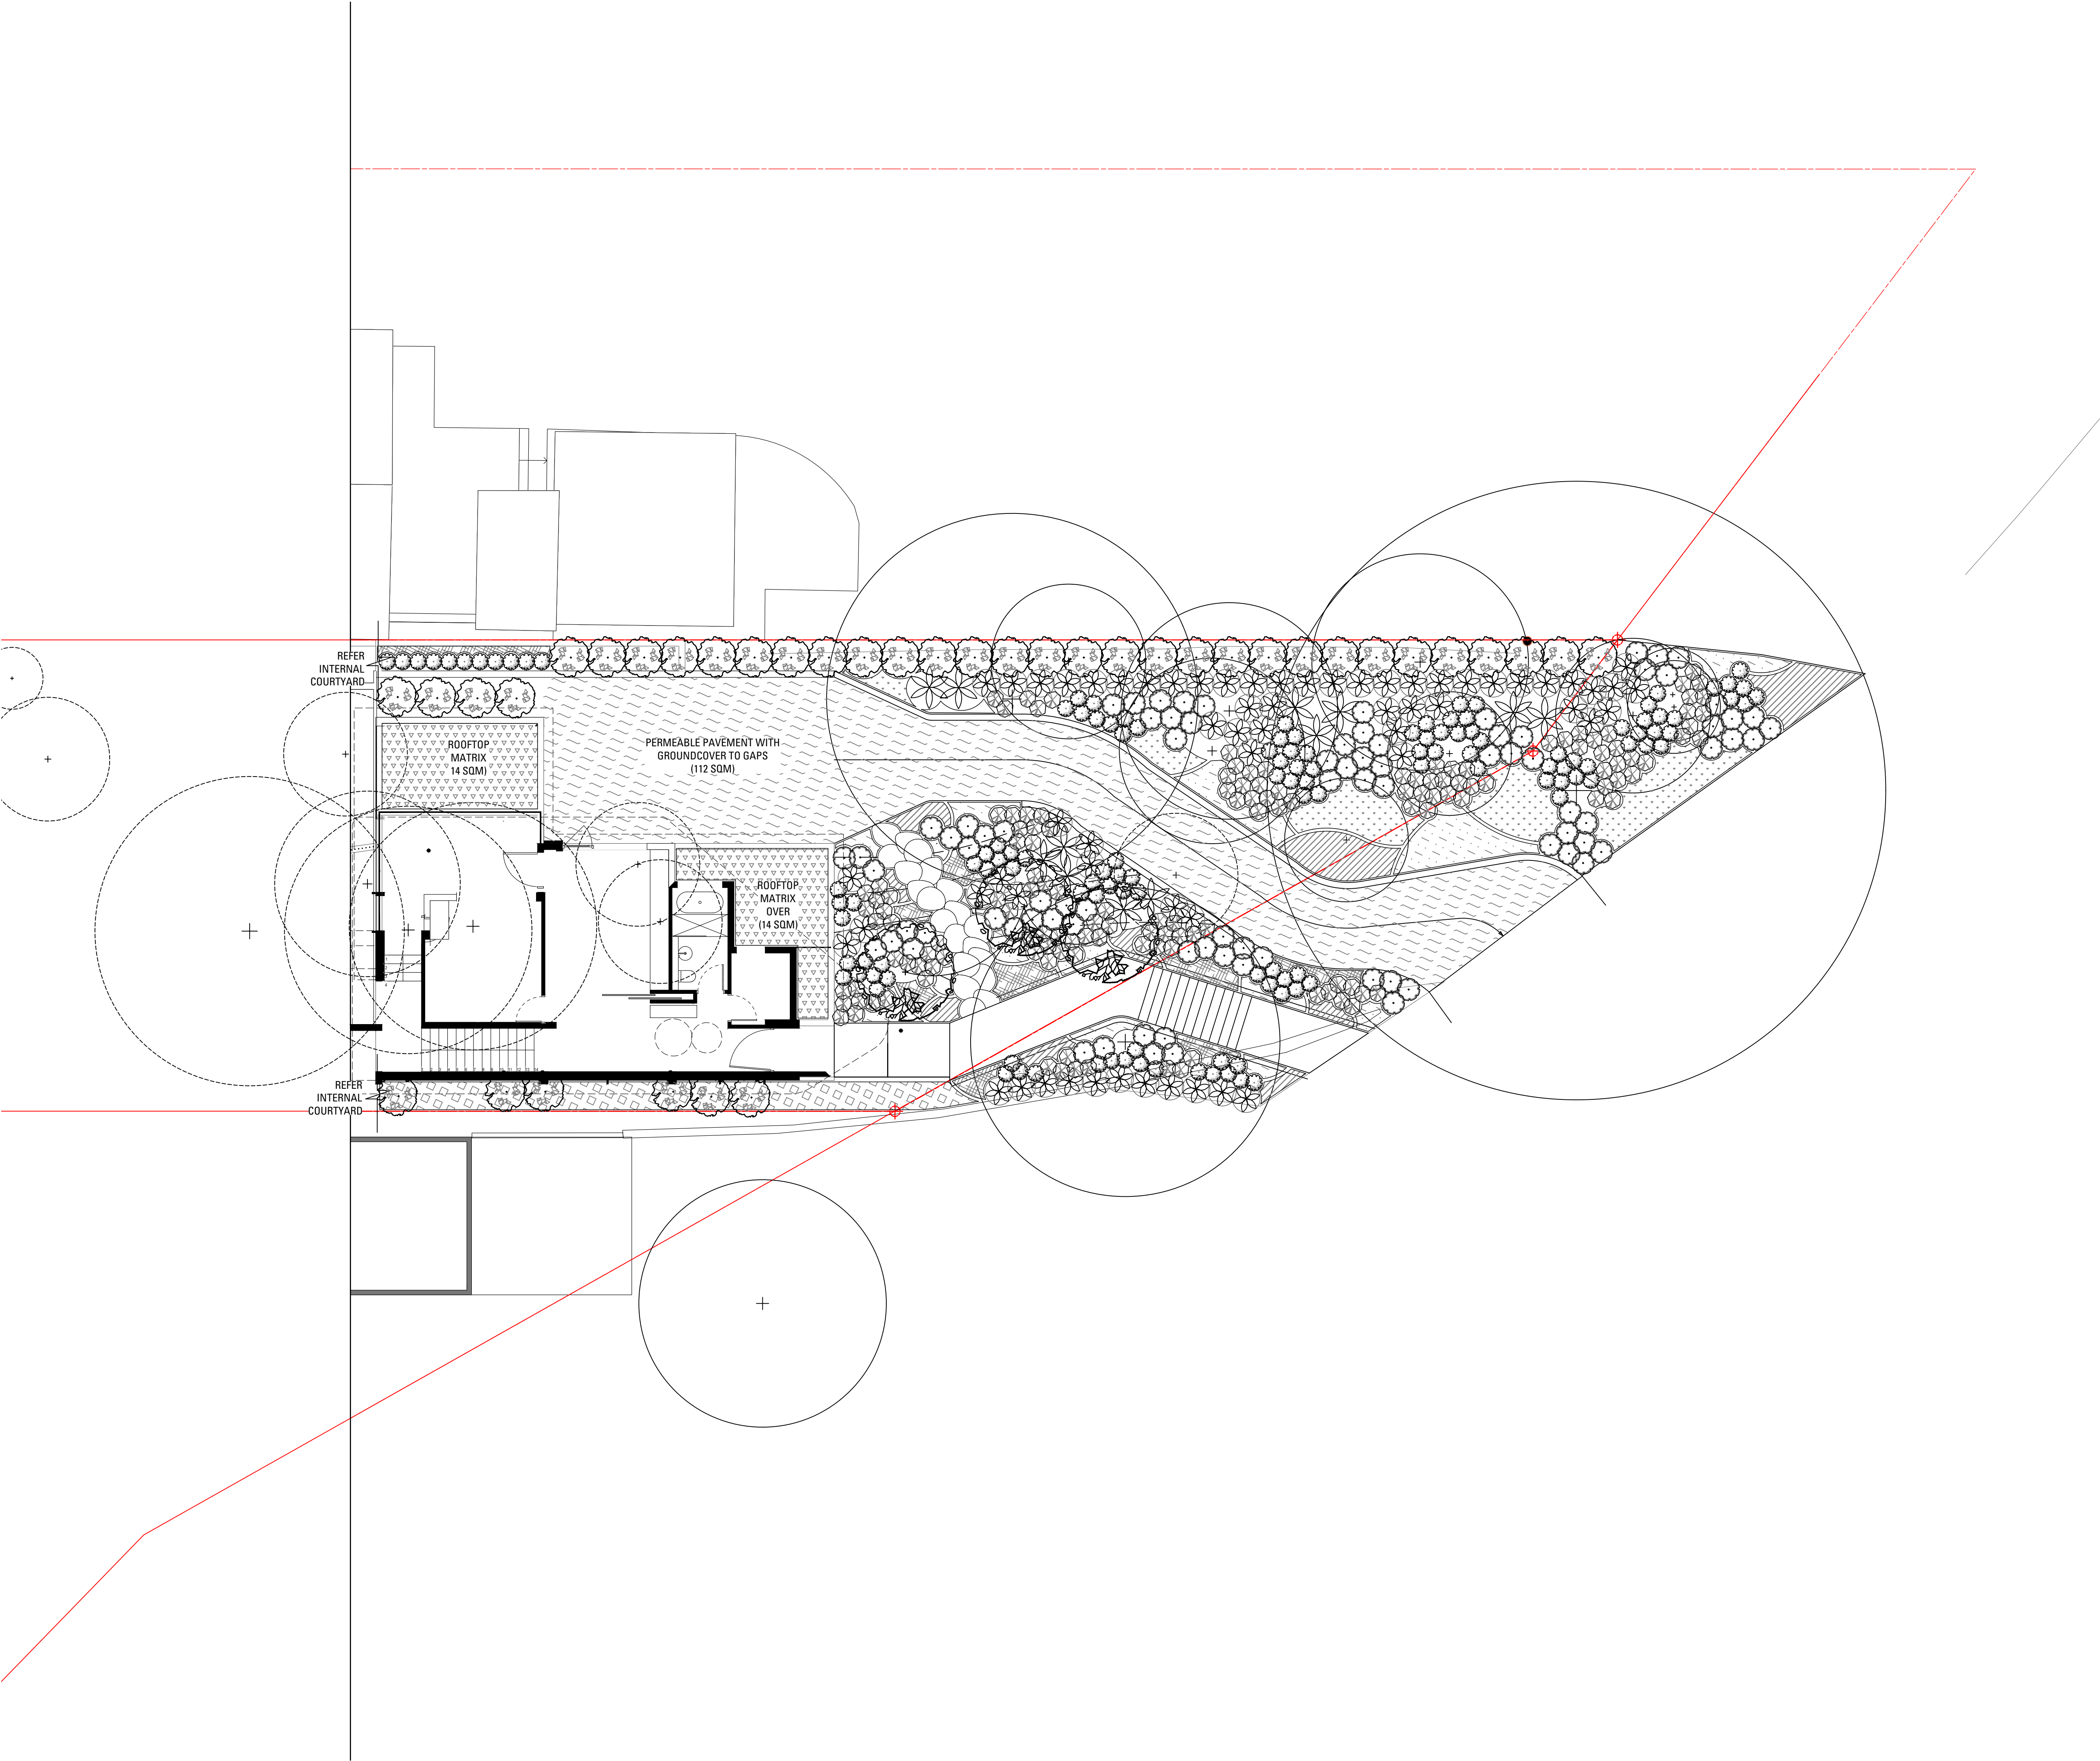 REFER
INTERNAL
COURTYARD
ROOFTOP
MATRIX
14 SQM)
PERMEABLE PAVEMENT WITH
GROUNDCOVER TO GAPS
(112 SQM)
ROOFTOP
MATRIX
OVER
(14 SQM)
REFER
INTERNAL
COURTYARD